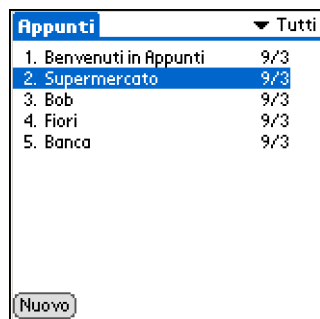 Appunti Tutti
1. Benvenuti in Appunti 9/3
2. Supermercato 9/3
3. Bob 9/3
4. Fiori 9/3
5. Banca 9/3
Nuovo